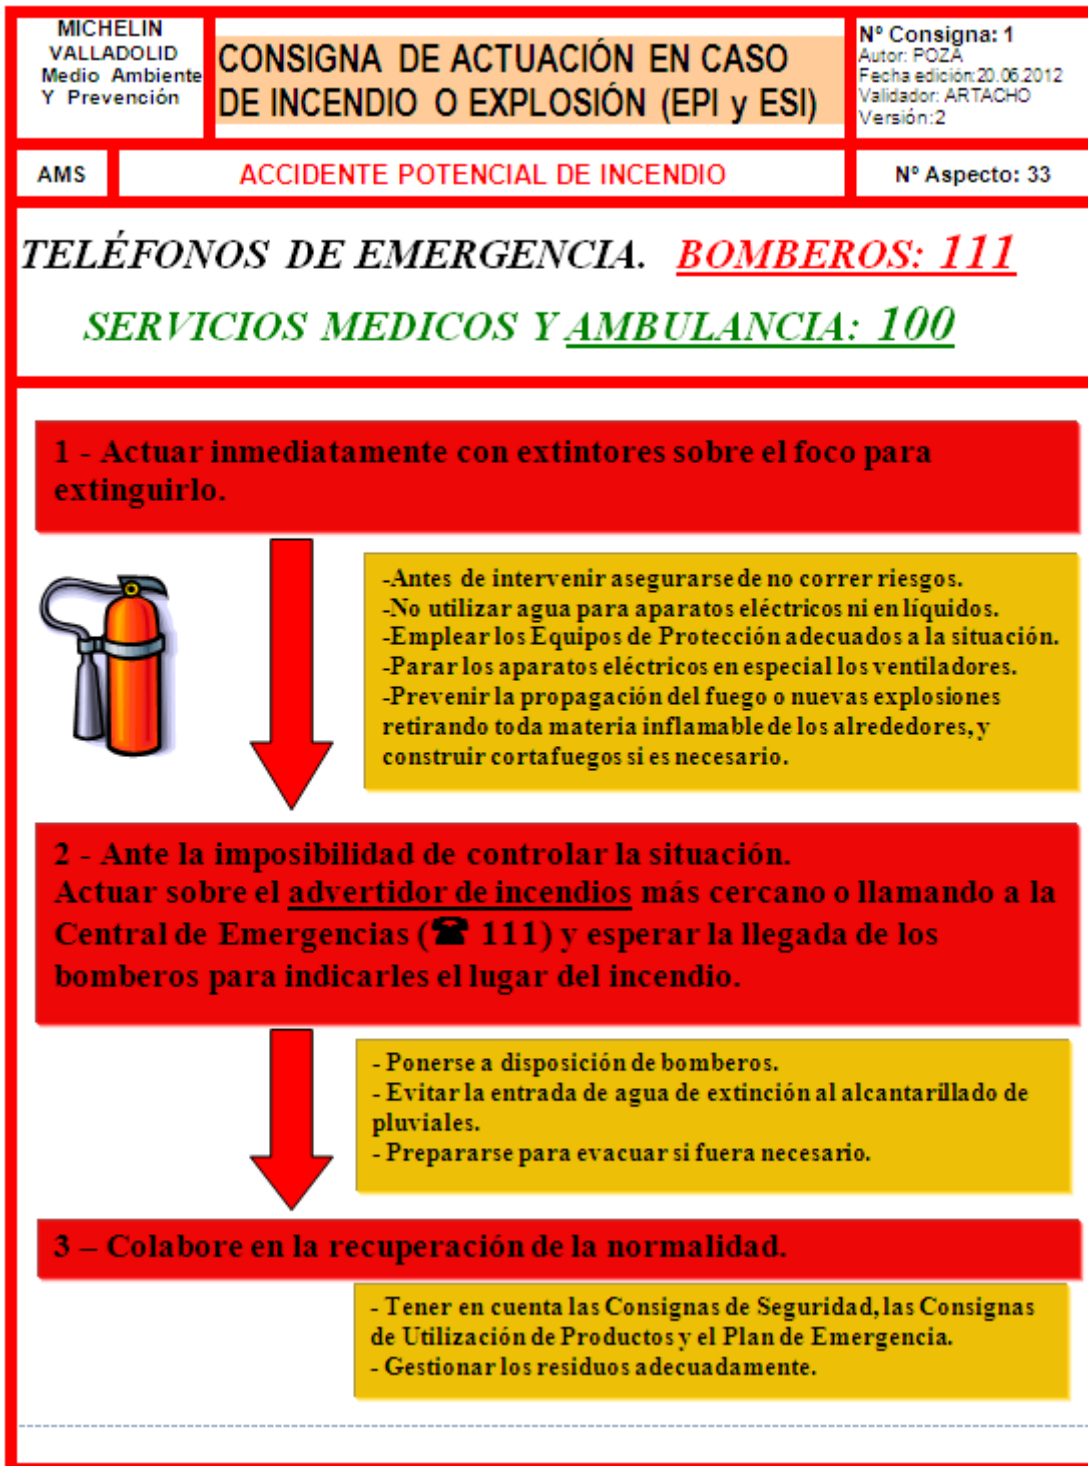 MICHELIN
VALLADOLID
Medio Ambiente
Y Prevención
CONSIGNA DE ACTUACIÓN EN CASO
DE INCENDIO O EXPLOSIÓN (EPI y ESI)
Nº Consigna: 1
Autor: POZA
Fecha edición:20.06.2012
Validador: ARTACHO
Versión:2
AMS
ACCIDENTE POTENCIAL DE INCENDIO
Nº Aspecto: 33
TELÉFONOS DE EMERGENCIA. BOMBEROS: 111
SERVICIOS MEDICOS Y AMBULANCIA: 100
1 - Actuar inmediatamente con extintores sobre el foco para
extinguirlo.
-Antes de intervenir asegurarse de no correr riesgos.
-No utilizar agua para aparatos eléctricos ni en líquidos.
-Emplear los Equipos de Protección adecuados a la situación.
-Parar los aparatos eléctricos en especial los ventiladores.
-Prevenir la propagación del fuego o nuevas explosiones
retirando toda materia inflamable de los alrededores, y
construir cortafuegos si es necesario.
2 - Ante la imposibilidad de controlar la situación.
Actuar sobre el advertidor de incendios más cercano o llamando a la
Central de Emergencias (☎ 111) y esperar la llegada de los
bomberos para indicarles el lugar del incendio.
- Ponerse a disposición de bomberos.
- Evitar la entrada de agua de extinción al alcantarillado de
pluviales.
- Prepararse para evacuar si fuera necesario.
3 – Colabore en la recuperación de la normalidad.
- Tener en cuenta las Consignas de Seguridad, las Consignas
de Utilización de Productos y el Plan de Emergencia.
- Gestionar los residuos adecuadamente.